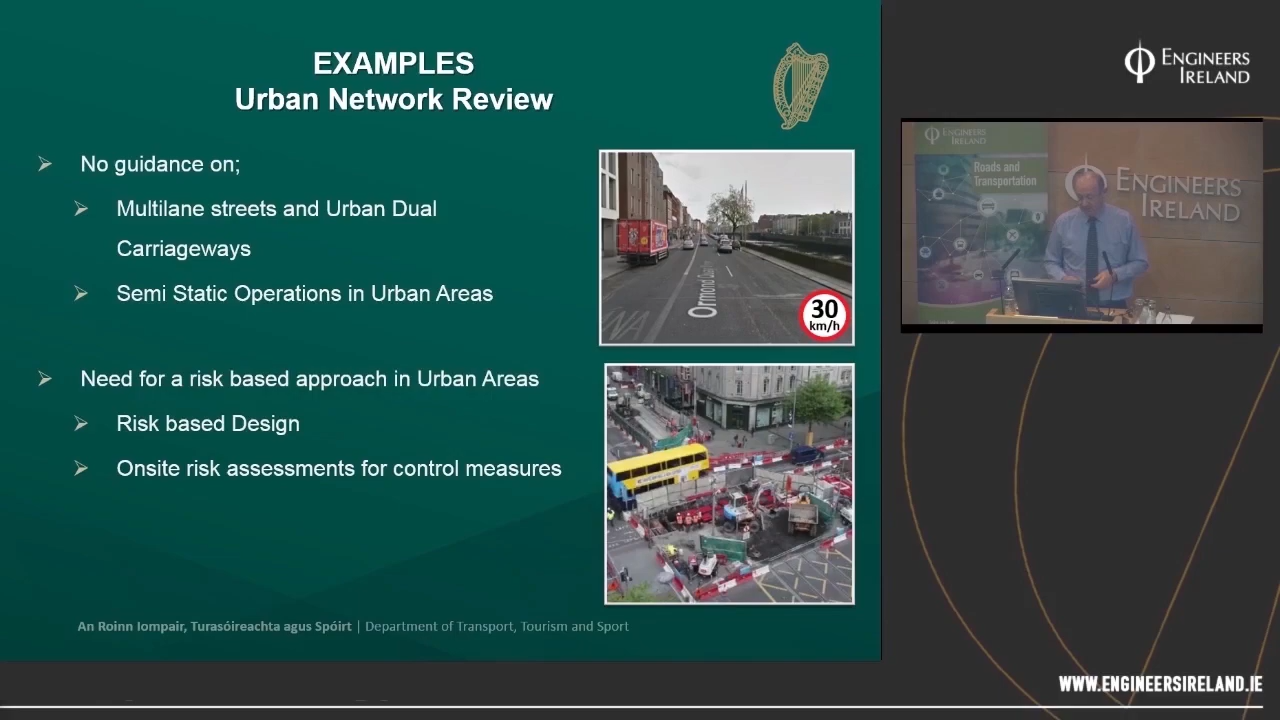 EXAMPLES
Urban Network Review
No guidance on;
Multilane streets and Urban Dual
Carriageways
Semi Static Operations in Urban Areas
Need for a risk based approach in Urban Areas
Risk based Design
Onsite risk assessments for control measures
An Roinn Iompair, Turasóireachta agus Spóirt | Department of Transport, Tourism and Sport
Ormond Quay
30
km/h
ENGINEERS
IRELAND
ENGINEERS
IRELAND
Roads and
Transportation
ENGINEERS
IRELAND
WWW.ENGINEERSIRELAND.IE